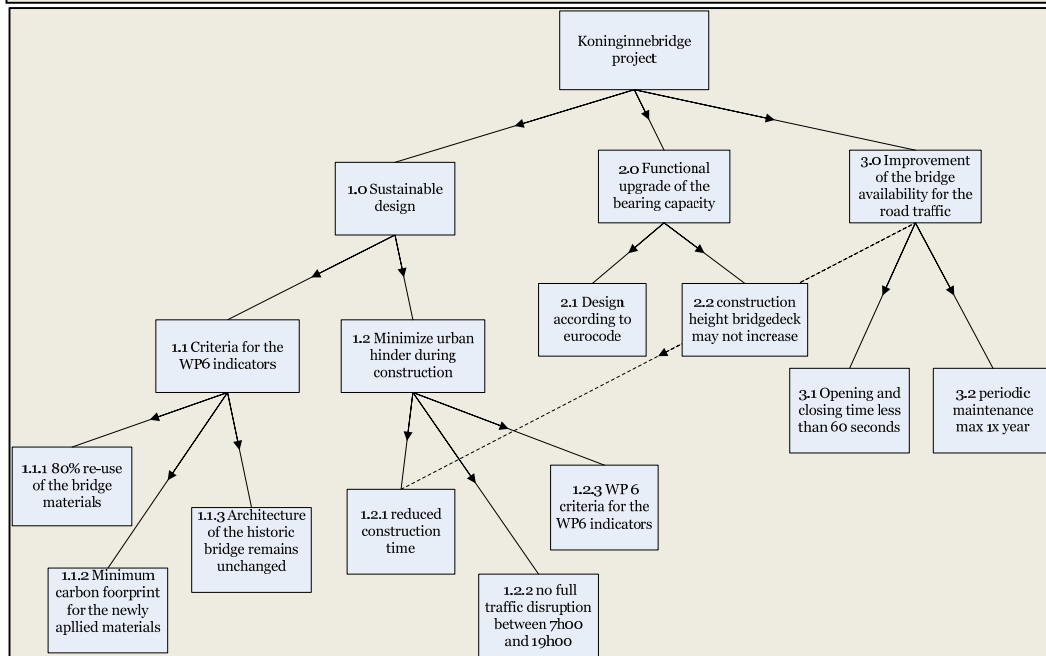 Koninginnebridge
project
1.0 Sustainable
design
2.0 Functional
upgrade of the
bearing capacity
3.0 Improvement
of the bridge
availability for the
road traffic
1.1 Criteria for the
WP6 indicators
1.2 Minimize urban
hinder during
construction
2.1 Design
according to
eurocode
2.2 construction
height bridgedeck
may not increase
3.1 Opening and
closing time less
than 60 seconds
3.2 periodic
maintenance
max 1x year
1.1.1 80% re-use
of the bridge
materials
1.1.2 Minimum
carbon foorprint
for the newly
apllied materials
1.1.3 Architecture
of the historic
bridge remains
unchanged
1.2.1 reduced
construction
time
1.2.2 no full
traffic disruption
between 7h00
and 19h00
1.2.3 WP 6
criteria for the
WP6 indicators